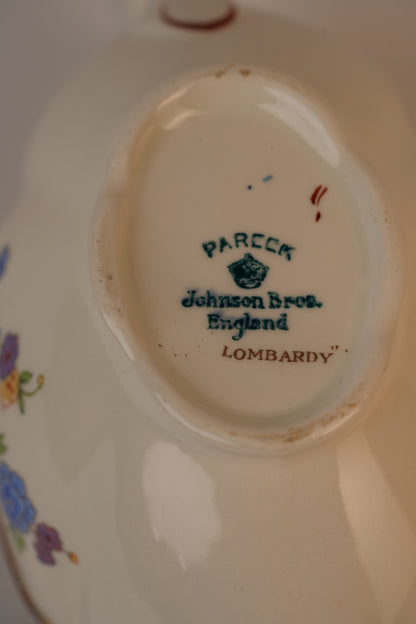 PAREEK
Johnson Bros.
England
LOMBARDY"